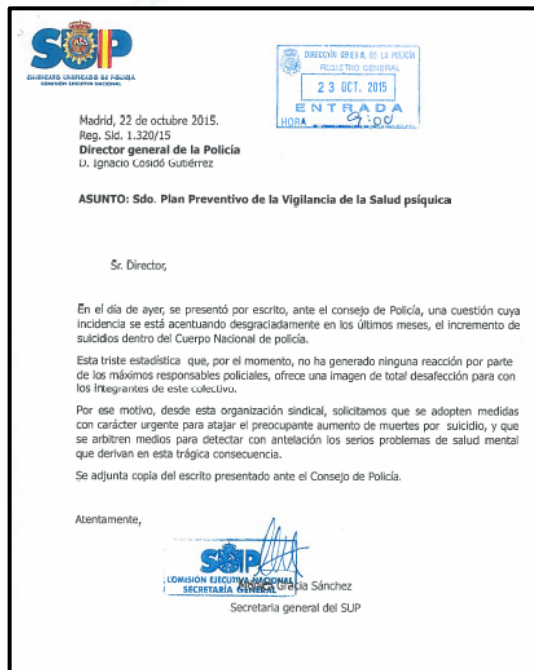 SUP
SINDICATO UNIFICADO DE POLICÍA
COMISIÓN EJECUTIVA NACIONAL
DIRECCIÓN GENERAL DE LA POLICÍA
REGISTRO GENERAL
23 OCT. 2015
ENTRADA
HORA 9:00
Madrid, 22 de octubre 2015.
Reg. Sld. 1.320/15
Director general de la Policía
D. Ignacio Cosidó Gutiérrez
ASUNTO: Sdo. Plan Preventivo de la Vigilancia de la Salud psíquica
Sr. Director,
En el día de ayer, se presentó por escrito, ante el consejo de Policía, una cuestión cuya
incidencia se está acentuando desgraciadamente en los últimos meses, el incremento de
suicidios dentro del Cuerpo Nacional de policía.
Esta triste estadística que, por el momento, no ha generado ninguna reacción por parte
de los máximos responsables policiales, ofrece una imagen de total desafección para con
los integrantes de este colectivo.
Por ese motivo, desde esta organización sindical, solicitamos que se adopten medidas
con carácter urgente para atajar el preocupante aumento de muertes por suicidio, y que
se arbitren medios para detectar con antelación los serios problemas de salud mental
que derivan en esta trágica consecuencia.
Se adjunta copia del escrito presentado ante el Consejo de Policía.
Atentamente,
SUP
COMISIÓN EJECUTIVA NACIONAL
SECRETARÍA GENERAL
Mónica Gracia Sánchez
Secretaria general del SUP